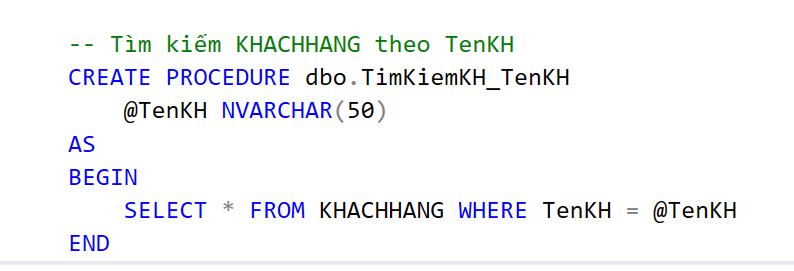 -- Tìm kiếm KHACHHANG theo TenKH
CREATE PROCEDURE dbo.TimKiemKH_TenKH
    @TenKH NVARCHAR(50)
AS
BEGIN
    SELECT * FROM KHACHHANG WHERE TenKH = @TenKH
END